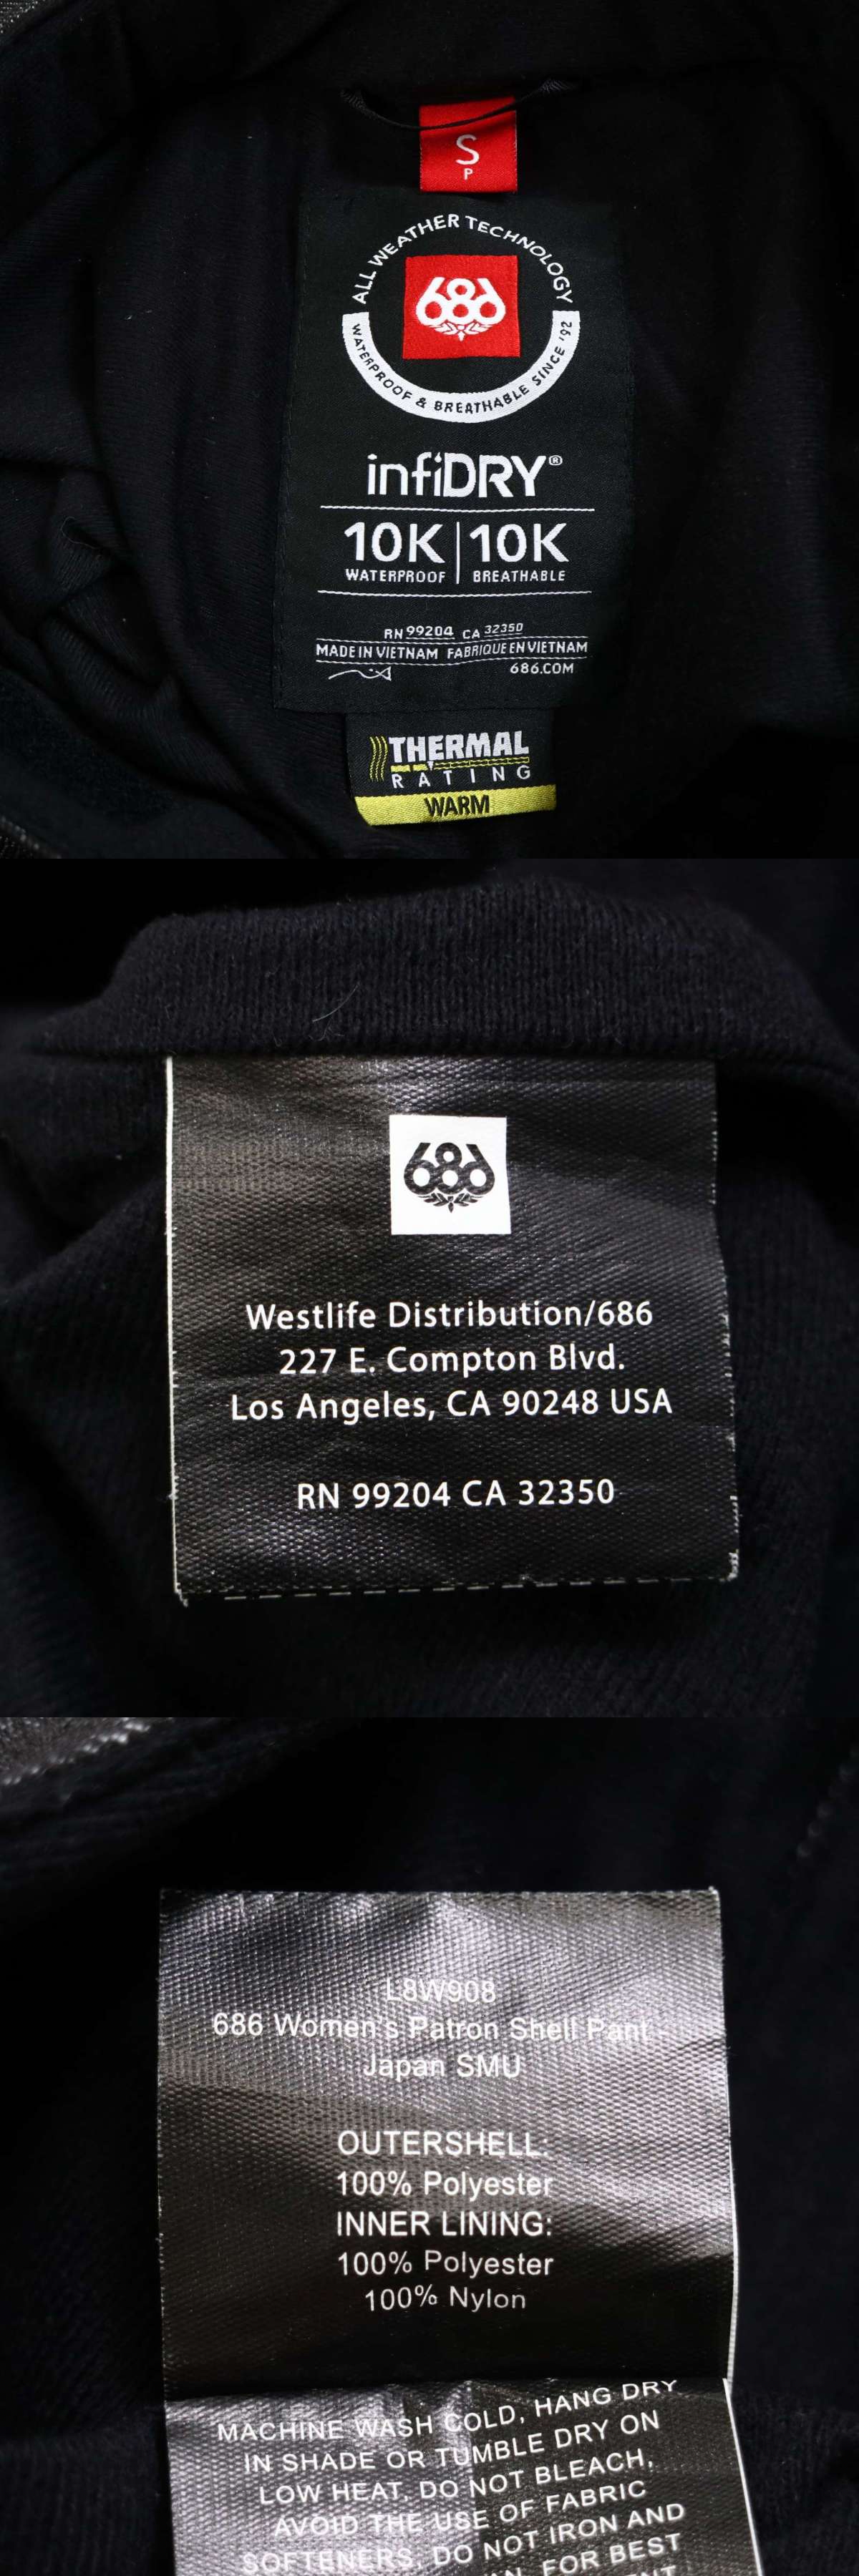 S
P
ALL WEATHER TECHNOLOGY
686
WATERPROOF & BREATHABLE SINCE '92
infiDRY®
10K | 10K
WATERPROOF BREATHABLE
RN 99204 CA 32350
MADE IN VIETNAM FABRIQUE EN VIETNAM
686.COM
THERMAL
RATING
WARM
686
Westlife Distribution/686
227 E. Compton Blvd.
Los Angeles, CA 90248 USA
RN 99204 CA 32350
L8W908
686 Women's Patron Shell Pant -
Japan SMU
OUTERSHELL:
100% Polyester
INNER LINING:
100% Polyester
100% Nylon
MACHINE WASH COLD, HANG DRY
IN SHADE OR TUMBLE DRY ON
LOW HEAT, DO NOT BLEACH,
AVOID THE USE OF FABRIC
SOFTENERS, DO NOT IRON AND
FOR BEST